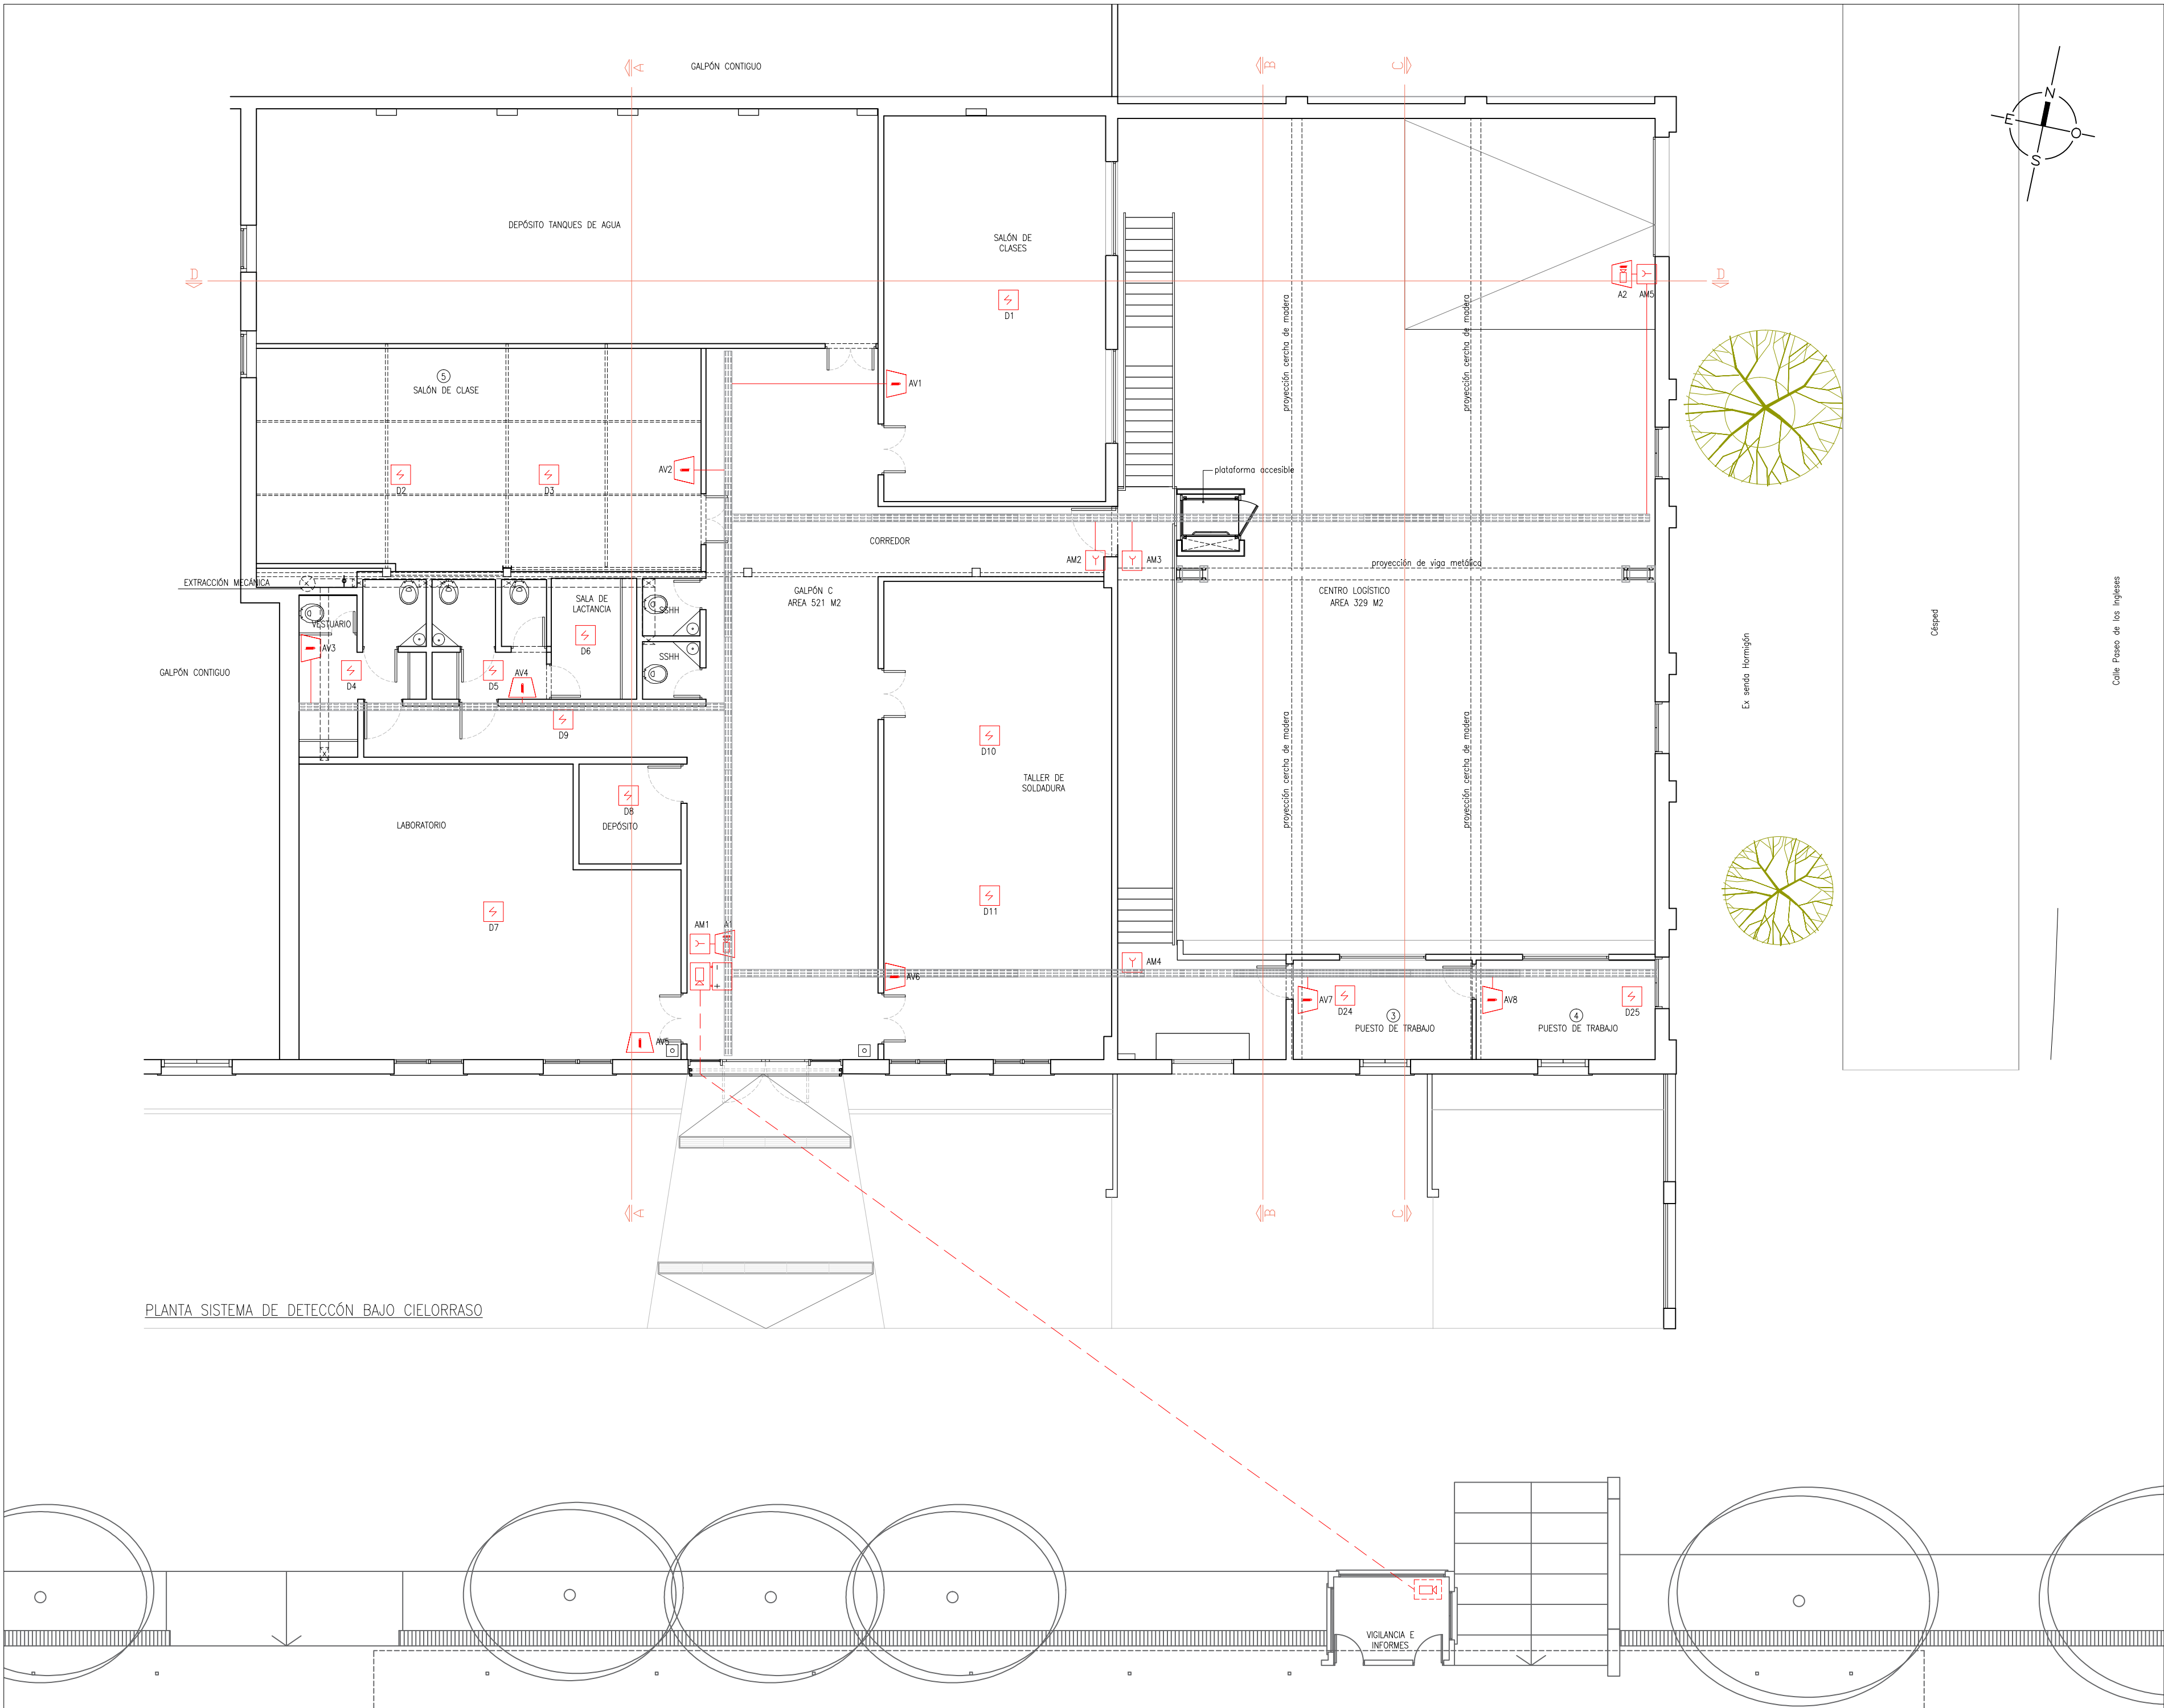 GALPÓN CONTIGUO
A
B
C
N
E
O
S
DEPÓSITO TANQUES DE AGUA
SALÓN DE
CLASES
D1
D
D
A2
AM5
proyección cercha de madera
proyección cercha de madera
5
SALÓN DE CLASE
AV1
AV2
D2
D3
plataforma accesible
CORREDOR
AM2
AM3
proyección de viga metálica
EXTRACCIÓN MECÁNICA
GALPÓN C
AREA 521 M2
CENTRO LOGÍSTICO
AREA 329 M2
SALA DE
LACTANCIA
SSHH
VESTUARIO
D6
AV3
SSHH
GALPÓN CONTIGUO
D4
D5
AV4
D9
D10
Ex senda Hormigón
Césped
Calle Paseo de los Ingleses
TALLER DE
SOLDADURA
proyección cercha de madera
proyección cercha de madera
LABORATORIO
D8
DEPÓSITO
D7
D11
AM1
A1
- +
AM4
AV6
AV7
D24
AV8
D25
3
PUESTO DE TRABAJO
4
PUESTO DE TRABAJO
AV5
A
B
C
PLANTA SISTEMA DE DETECCÓN BAJO CIELORRASO
VIGILANCIA E
INFORMES